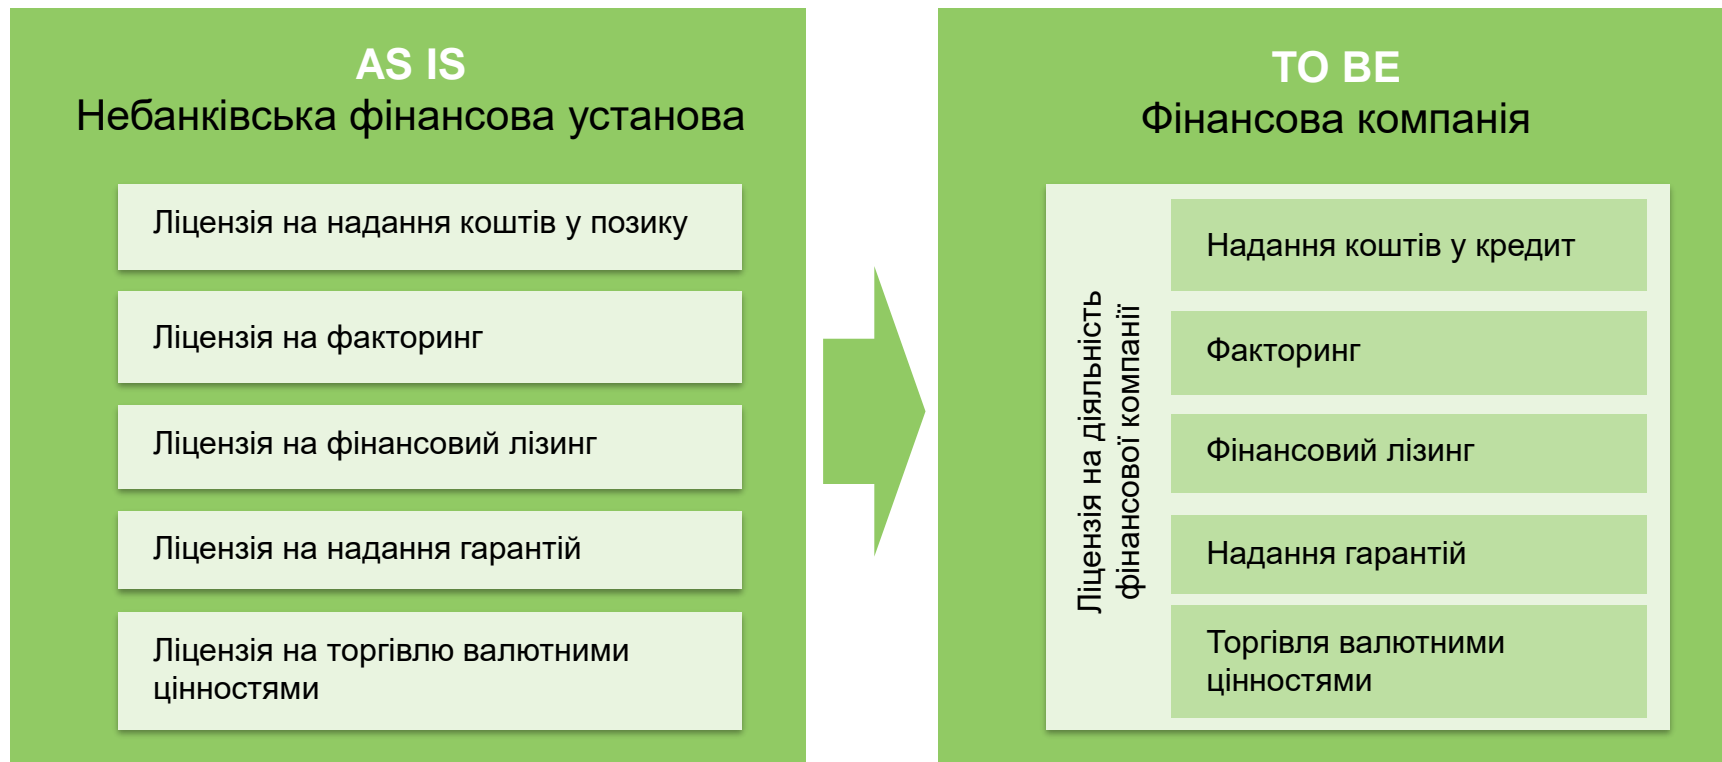 AS IS
Небанківська фінансова установа
Ліцензія на надання коштів у позику
Ліцензія на факторинг
Ліцензія на фінансовий лізинг
Ліцензія на надання гарантій
Ліцензія на торгівлю валютними
цінностями
TO BE
Фінансова компанія
Ліцензія на діяльність
фінансової компанії
Надання коштів у кредит
Факторинг
Фінансовий лізинг
Надання гарантій
Торгівля валютними
цінностями